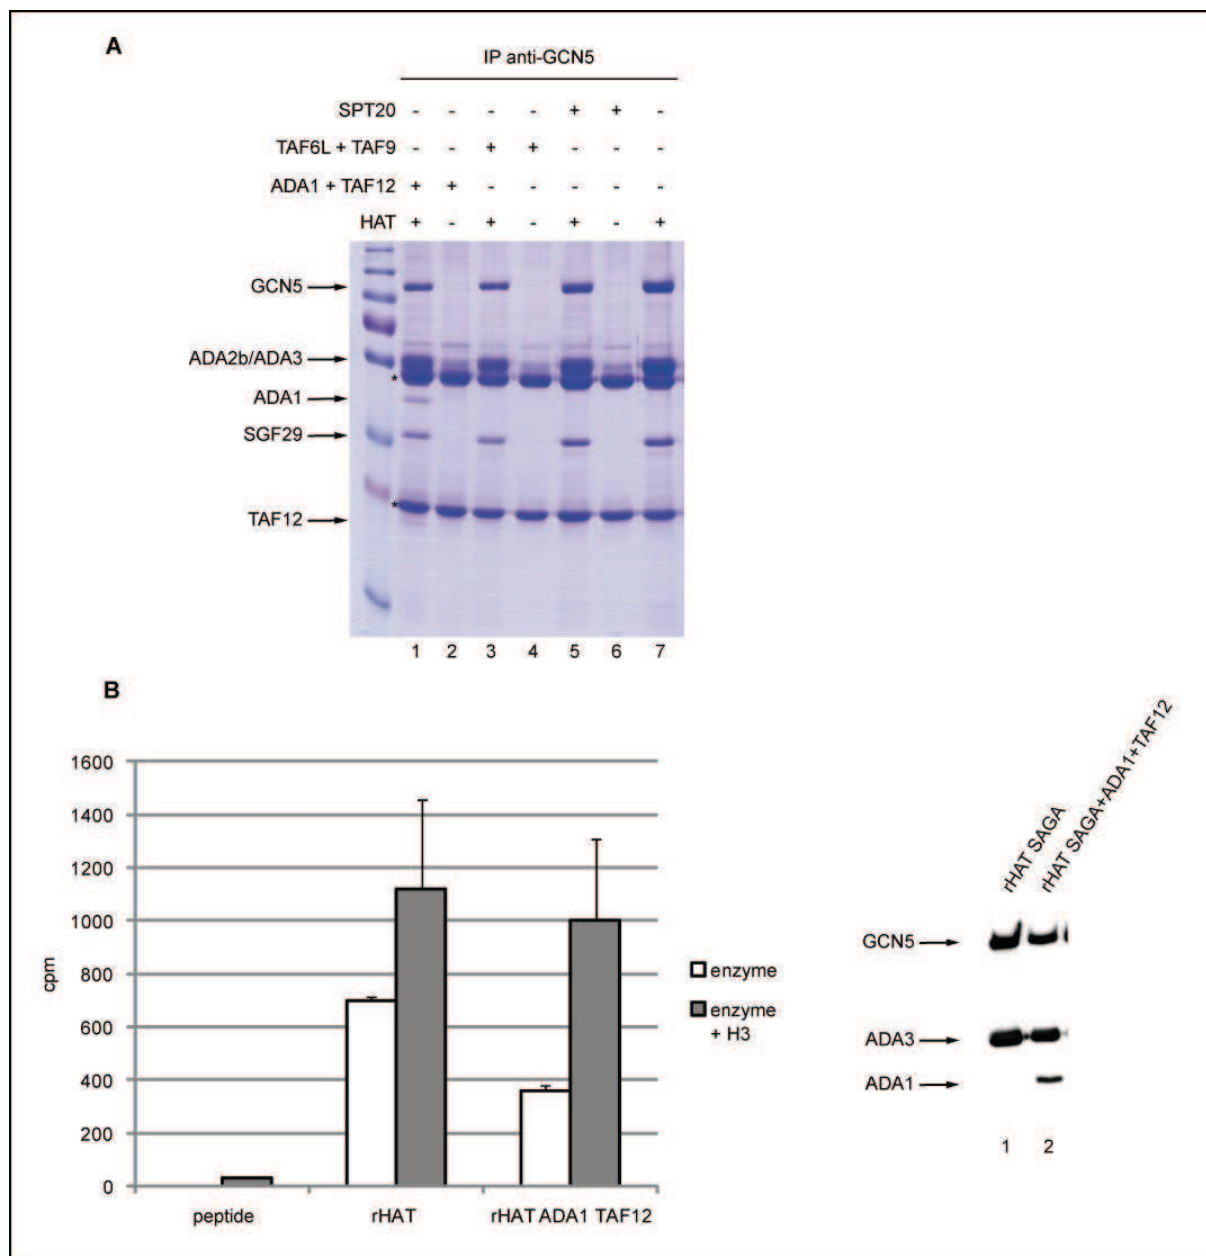 A
IP anti-GCN5
SPT20 - - - - + + -
TAF6L + TAF9 - - + + - - -
ADA1 + TAF12 + + - - - - -
HAT + - + - + - +
GCN5
ADA2b/ADA3
*
ADA1
SGF29
*
TAF12
1 2 3 4 5 6 7
B
1600
1400
1200
1000
800
600
400
200
0
cpm
peptide rHAT rHAT ADA1 TAF12
enzyme
enzyme
+ H3
rHAT SAGA
rHAT SAGA+ADA1+TAF12
GCN5
ADA3
ADA1
1 2